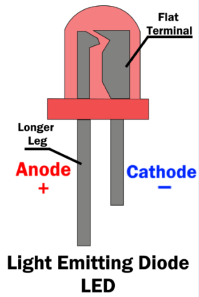 Flat
Terminal
Longer
Leg
Anode
+
Cathode
–
Light Emitting Diode
LED